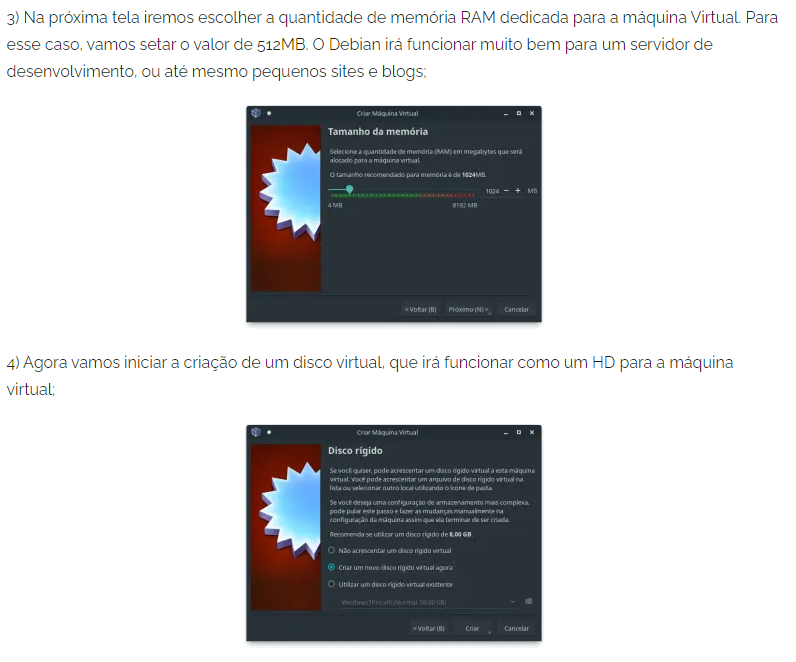 3) Na próxima tela iremos escolher a quantidade de memória RAM dedicada para a máquina Virtual. Para
esse caso, vamos setar o valor de 512MB. O Debian irá funcionar muito bem para um servidor de
desenvolvimento, ou até mesmo pequenos sites e blogs;
Criar Máquina Virtual
Tamanho da memória
Selecione a quantidade de memória (RAM) em megabytes que será
alocado para a máquina virtual.
O tamanho recomendado para memória é de 1024MB.
1024 − + MB
4 MB 8192 MB
< Voltar (B) Próximo (N) > Cancelar
4) Agora vamos iniciar a criação de um disco virtual, que irá funcionar como um HD para a máquina
virtual;
Criar Máquina Virtual
Disco rígido
Se você quiser, pode acrescentar um disco rígido virtual a esta máquina
virtual. Você pode acrescentar um arquivo de disco rígido virtual na
lista ou selecionar outro local utilizando o ícone de pasta.
Se você deseja uma configuração de armazenamento mais complexa,
pode pular este passo e fazer as mudanças manualmente na
configuração da máquina assim que ela terminar de ser criada.
Recomenda-se utilizar um disco rígido de 8,00 GB.
Não acrescentar um disco rígido virtual
Criar um novo disco rígido virtual agora
Utilizar um disco rígido virtual existente
Windows7Pro.vdi (Normal, 50,00 GB)
< Voltar (B) Criar Cancelar